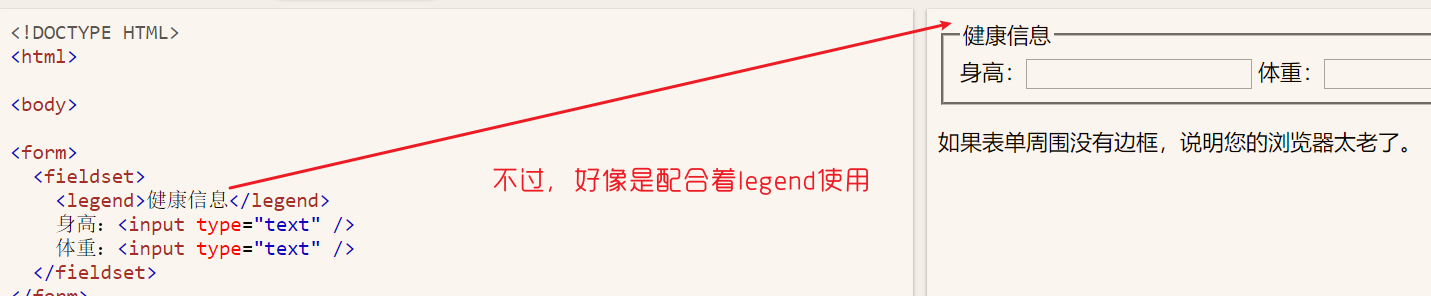 <!DOCTYPE HTML>
<html>
<body>
<form>
<fieldset>
<legend>健康信息</legend>
身高：<input type="text" />
体重：<input type="text" />
</fieldset>
</form>
不过，好像是配合着legend使用
健康信息
身高： 体重：
如果表单周围没有边框，说明您的浏览器太老了。